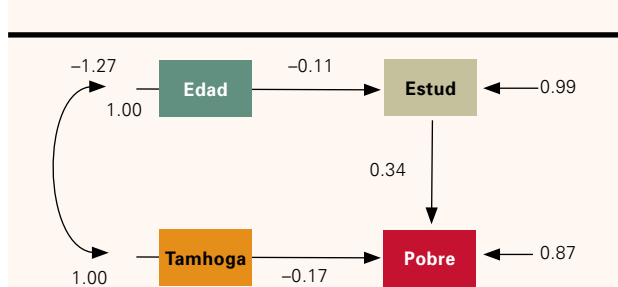 –1.27
–0.11
Edad
Estud
0.99
1.00
0.34
Tamhoga
Pobre
0.87
1.00
–0.17